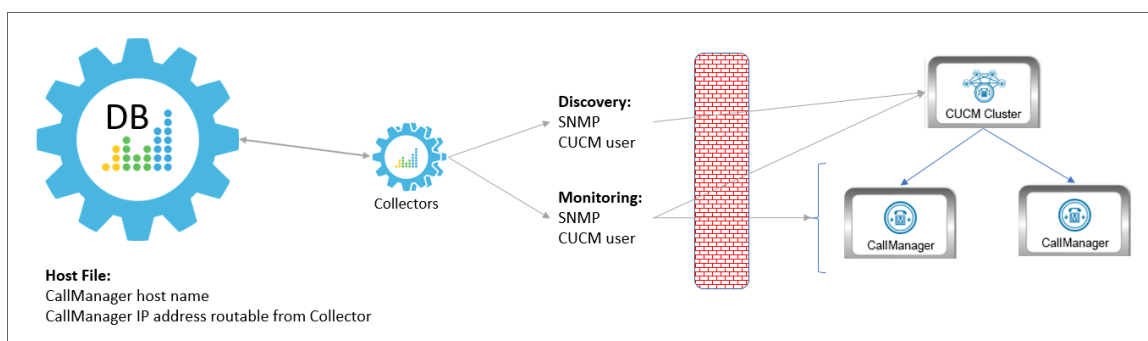 DB
Collectors
Discovery:
SNMP
CUCM user
Monitoring:
SNMP
CUCM user
CUCM Cluster
CallManager
CallManager
Host File:
CallManager host name
CallManager IP address routable from Collector